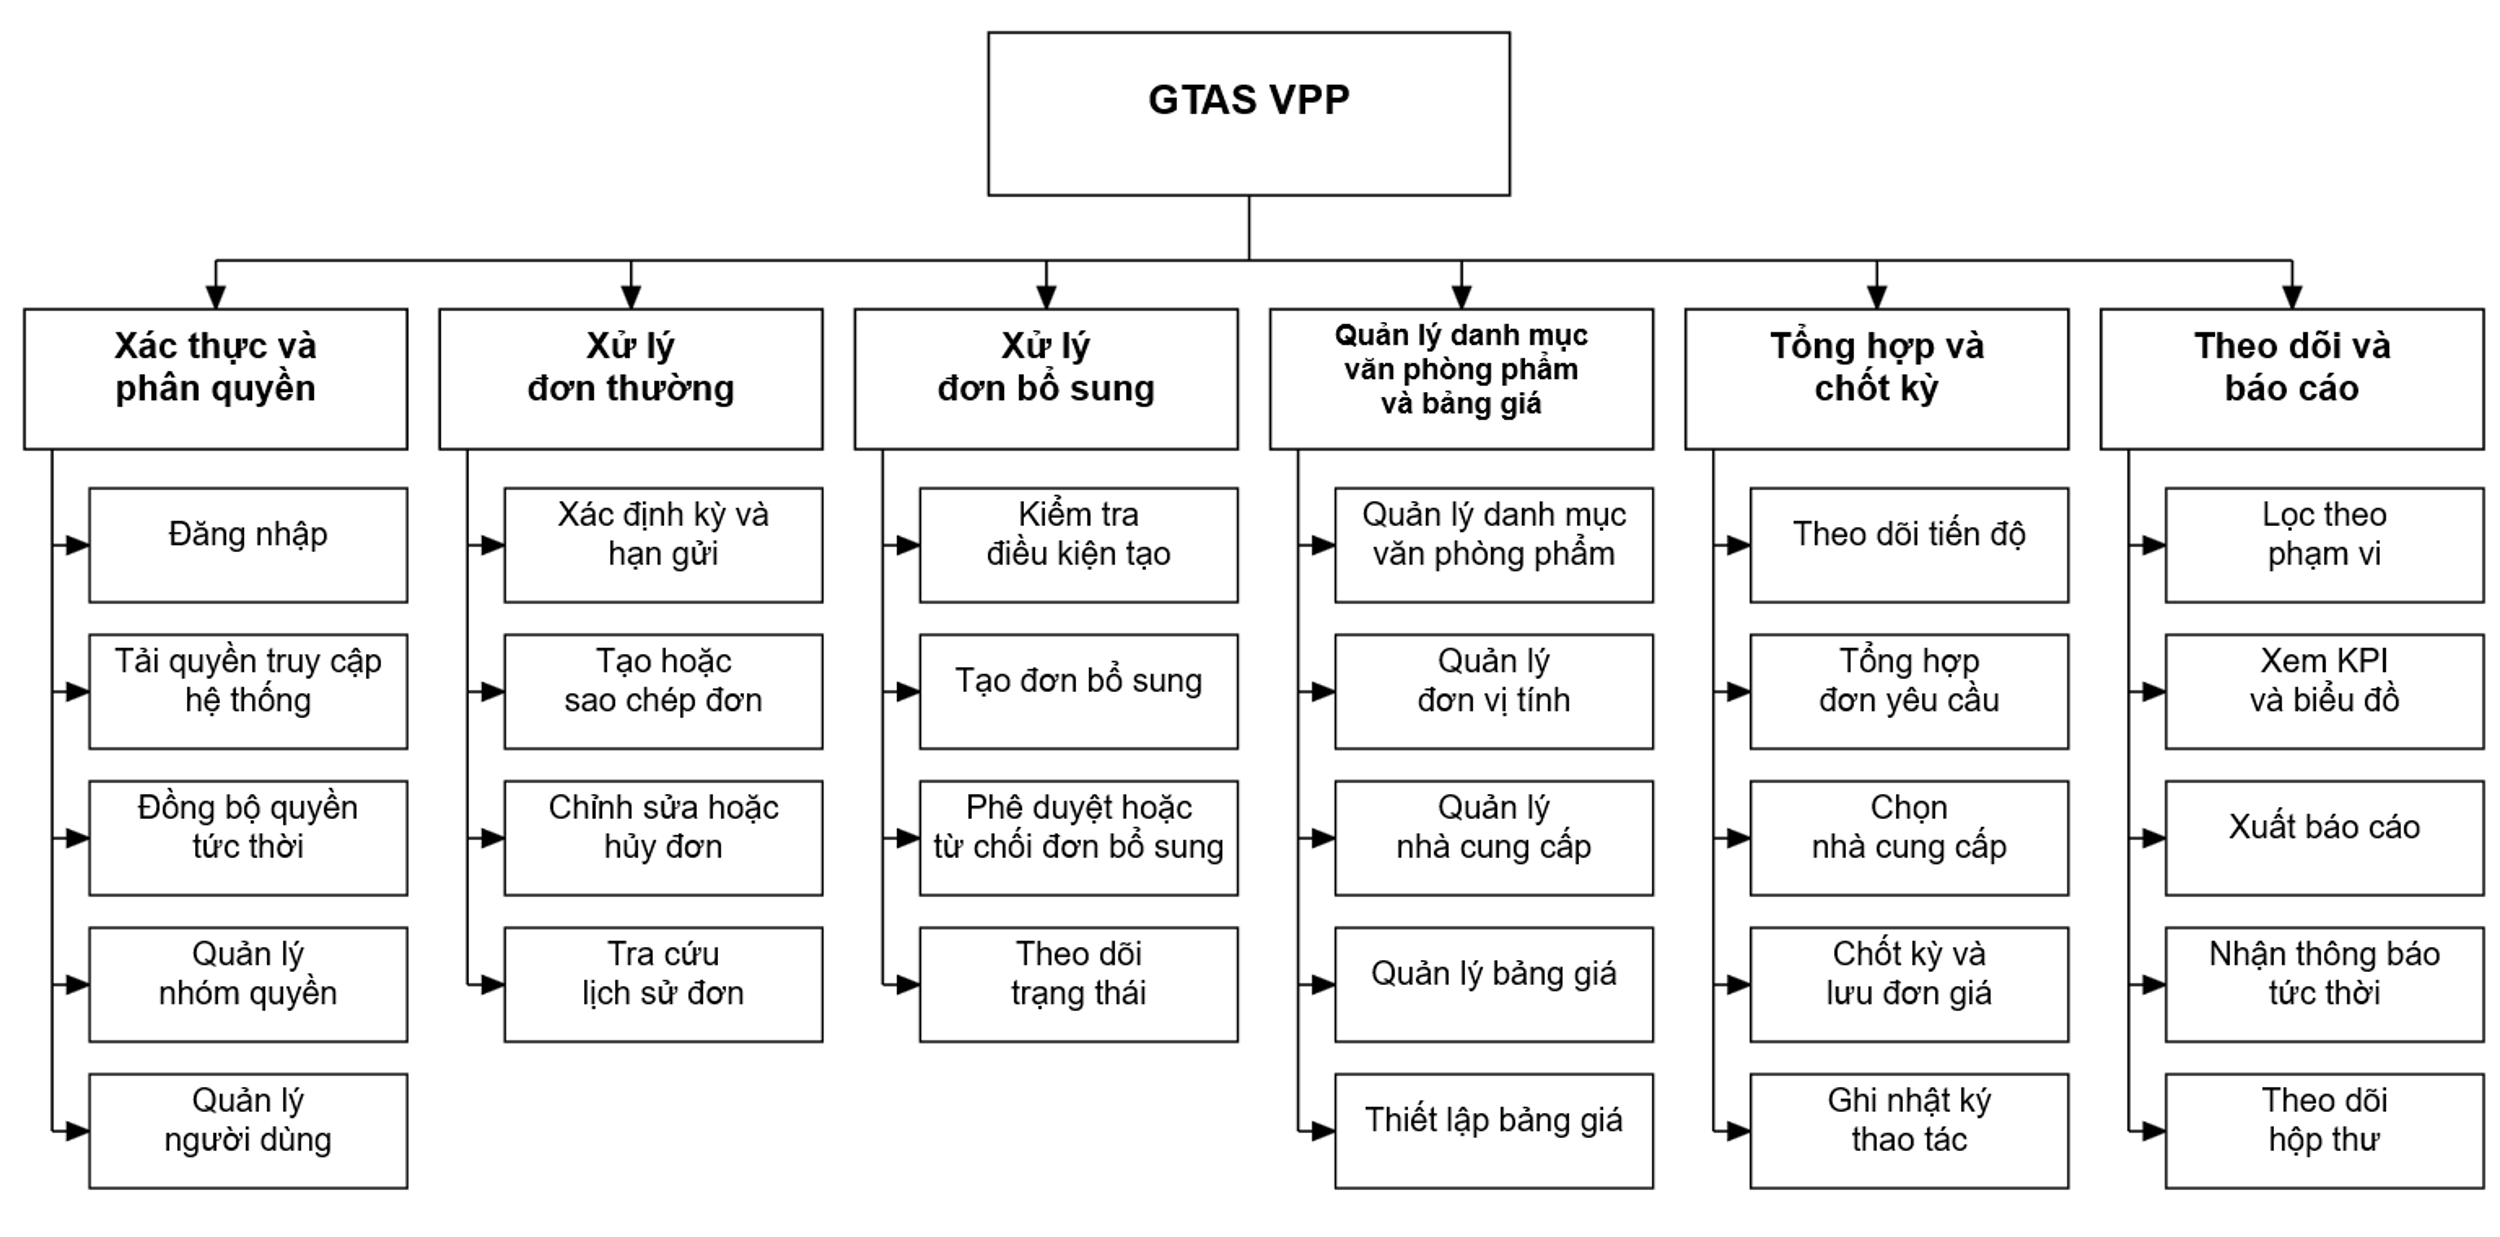 GTAS VPP
Xác thực và
phân quyền
Đăng nhập
Tải quyền truy cập
hệ thống
Đồng bộ quyền
tức thời
Quản lý
nhóm quyền
Quản lý
người dùng
Xử lý
đơn thường
Xác định kỳ và
hạn gửi
Tạo hoặc
sao chép đơn
Chỉnh sửa hoặc
hủy đơn
Tra cứu
lịch sử đơn
Xử lý
đơn bổ sung
Kiểm tra
điều kiện tạo
Tạo đơn bổ sung
Phê duyệt hoặc
từ chối đơn bổ sung
Theo dõi
trạng thái
Quản lý danh mục
văn phòng phẩm
và bảng giá
Quản lý danh mục
văn phòng phẩm
Quản lý
đơn vị tính
Quản lý
nhà cung cấp
Quản lý bảng giá
Thiết lập bảng giá
Tổng hợp và
chốt kỳ
Theo dõi tiến độ
Tổng hợp
đơn yêu cầu
Chọn
nhà cung cấp
Chốt kỳ và
lưu đơn giá
Ghi nhật ký
thao tác
Theo dõi và
báo cáo
Lọc theo
phạm vi
Xem KPI
và biểu đồ
Xuất báo cáo
Nhận thông báo
tức thời
Theo dõi
hộp thư